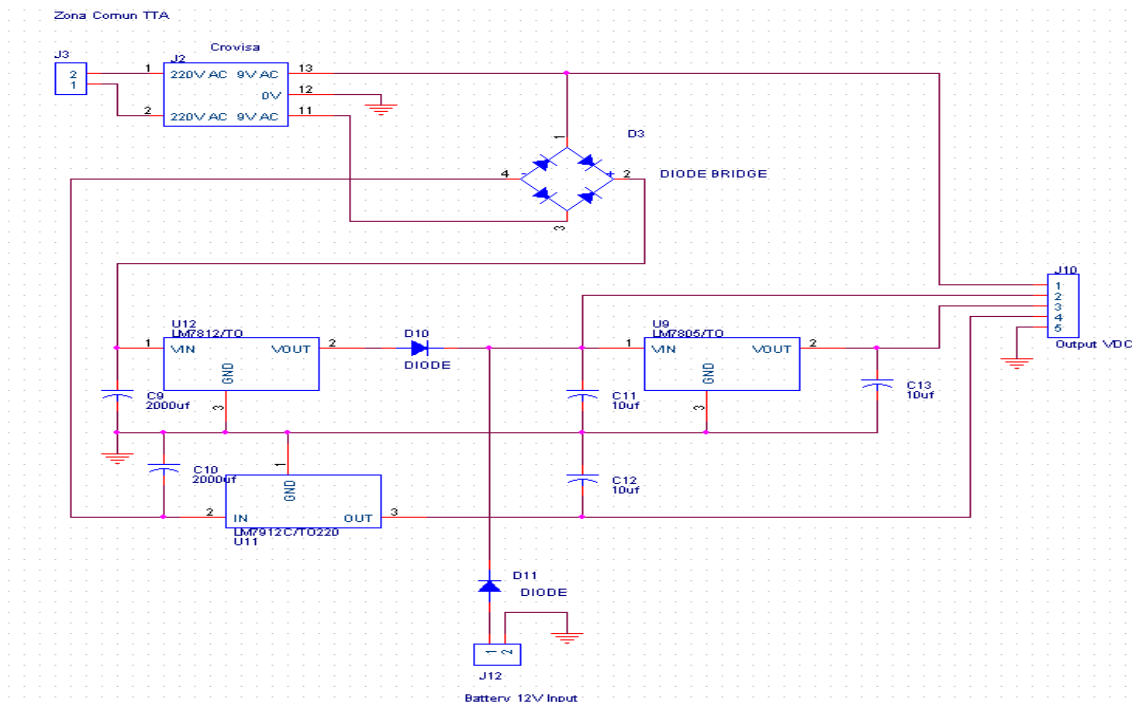 Zona Comun TTA
Crovisa
J3
J2
2
1
1
220VAC 9VAC
13
0V
12
2
220VAC 9VAC
11
D3
1
4
-
+
2
DIODE BRIDGE
3
J10
1
2
3
4
5
Output VDC
U12
LM7812/TO
1
VIN
VOUT
2
GND
3
D10
DIODE
U9
LM7805/TO
1
VIN
VOUT
2
GND
3
C9
2000uf
C11
10uf
C13
10uf
C10
2000uf
1
GND
2
IN
OUT
3
LM7912C/TO220
U11
C12
10uf
D11
DIODE
1
2
J12
Battery 12V Input